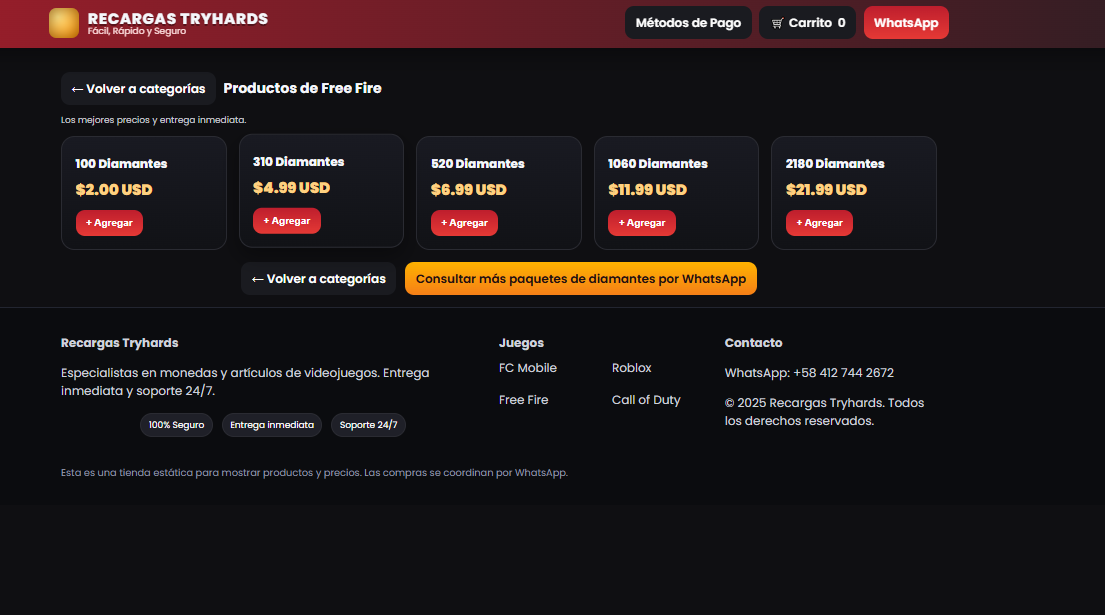 RECARGAS TRYHARDS
Fácil, Rápido y Seguro
Métodos de Pago
🛒 Carrito 0
WhatsApp
← Volver a categorías
Productos de Free Fire
Los mejores precios y entrega inmediata.
100 Diamantes
$2.00 USD
+ Agregar
310 Diamantes
$4.99 USD
+ Agregar
520 Diamantes
$6.99 USD
+ Agregar
1060 Diamantes
$11.99 USD
+ Agregar
2180 Diamantes
$21.99 USD
+ Agregar
← Volver a categorías
Consultar más paquetes de diamantes por WhatsApp
Recargas Tryhards
Especialistas en monedas y artículos de videojuegos. Entrega
inmediata y soporte 24/7.
100% Seguro
Entrega inmediata
Soporte 24/7
Juegos
FC Mobile
Roblox
Free Fire
Call of Duty
Contacto
WhatsApp: +58 412 744 2672
© 2025 Recargas Tryhards. Todos
los derechos reservados.
Esta es una tienda estática para mostrar productos y precios. Las compras se coordinan por WhatsApp.